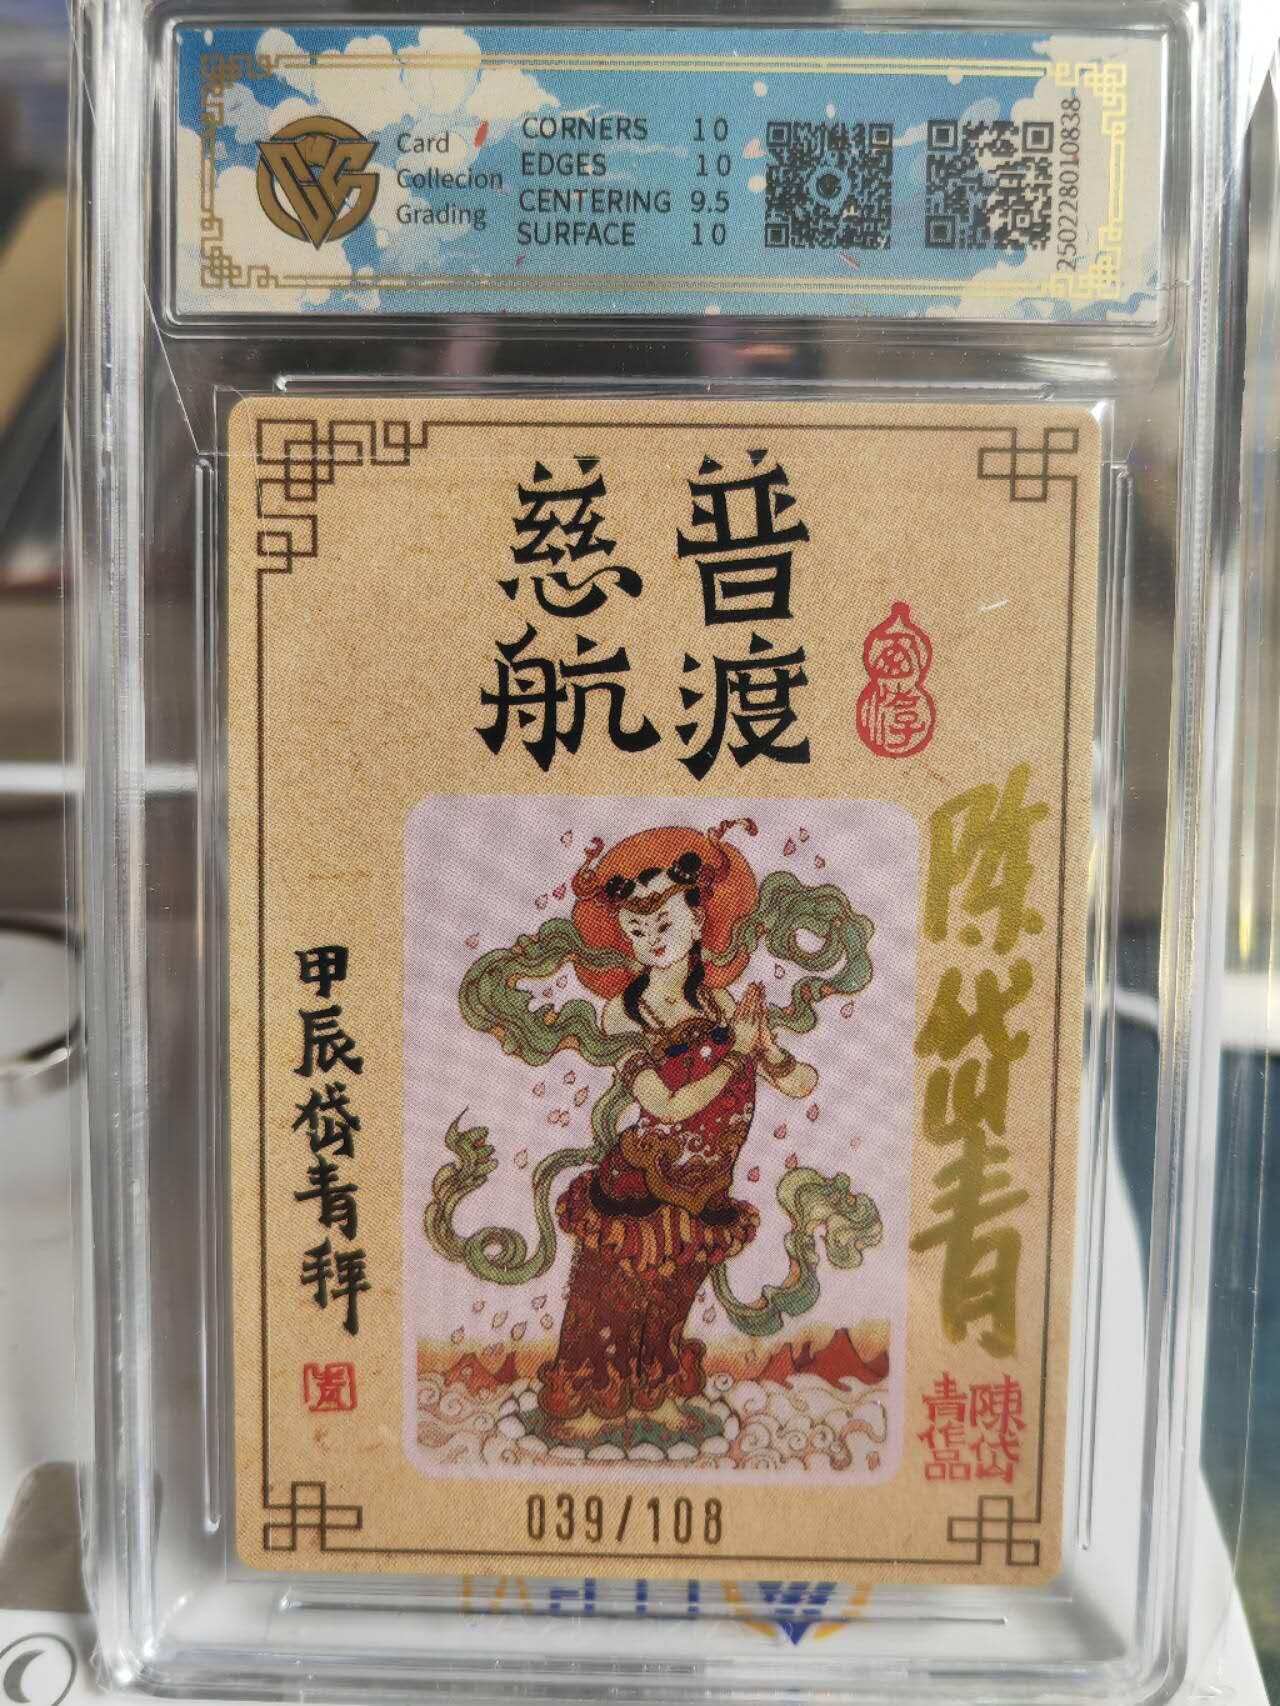 Card
Collecion
Grading
CORNERS 10
EDGES 10
CENTERING 9.5
SURFACE 10
250222801010838
普渡
慈航
陈岱青
甲辰岱青拜
陳岱
青作品
039/108